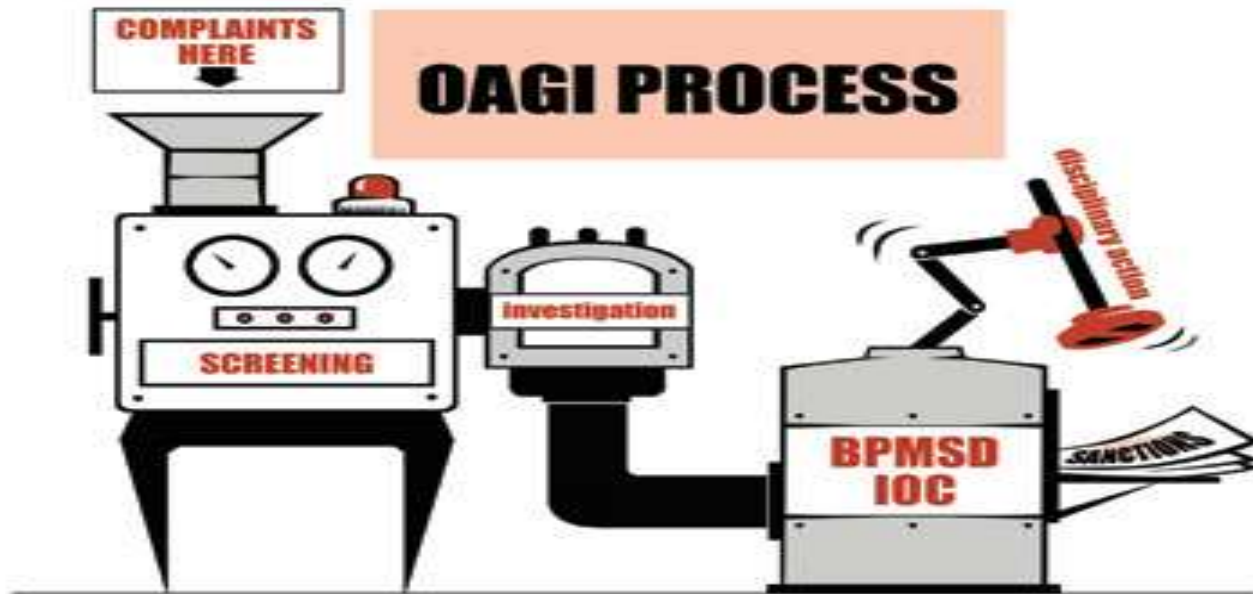 COMPLAINTS
HERE
OAGI PROCESS
disciplinary action
investigation
SCREENING
BPMSD
IOC
SANCTIONS